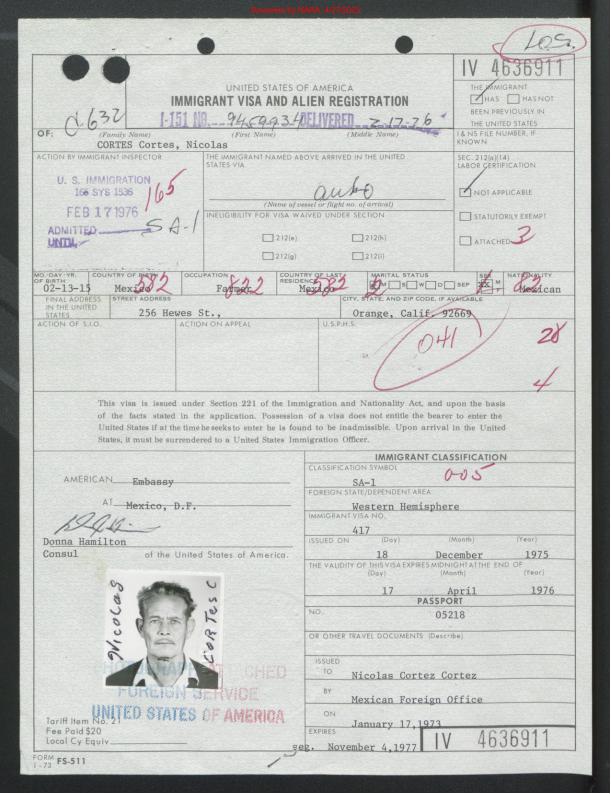 LOS.
IV 4636911
UNITED STATES OF AMERICA
IMMIGRANT VISA AND ALIEN REGISTRATION
THE IMMIGRANT
HAS HAS NOT
BEEN PREVIOUSLY IN
THE UNITED STATES
I & NS FILE NUMBER, IF
KNOWN
I-151 NO. 9459934 DELIVERED 2-17-76
OF: (Family Name) (First Name) (Middle Name)
CORTES Cortes, Nicolas
ACTION BY IMMIGRANT INSPECTOR
THE IMMIGRANT NAMED ABOVE ARRIVED IN THE UNITED
STATES VIA
SEC. 212(a)(14)
LABOR CERTIFICATION
U. S. IMMIGRATION
165
FEB 17 1976
ADMITTED SA-1
UNTIL
auto
(Name of vessel or flight no. of arrival)
INELIGIBILITY FOR VISA WAIVED UNDER SECTION
212(e) 212(h)
212(g) 212(i)
NOT APPLICABLE
STATUTORILY EXEMPT
ATTACHED 3
MO./DAY/YR. OF BIRTH
COUNTRY OF BIRTH
OCCUPATION
COUNTRY OF LAST RESIDENCE
MARITAL STATUS
M S W D SEP
SEX
M
NATIONALITY
02-13-15 Mexico 582 Farmer 822 Mexico 582 2 XX Mexican
FINAL ADDRESS
IN THE UNITED
STATES
STREET ADDRESS
256 Hewes St.,
CITY, STATE, AND ZIP CODE, IF AVAILABLE
Orange, Calif. 92669
ACTION OF S.I.O.
ACTION ON APPEAL
U.S.P.H.S.
041
28
4
This visa is issued under Section 221 of the Immigration and Nationality Act, and upon the basis
of the facts stated in the application. Possession of a visa does not entitle the bearer to enter the
United States if at the time he seeks to enter he is found to be inadmissible. Upon arrival in the United
States, it must be surrendered to a United States Immigration Officer.
AMERICAN Embassy
AT Mexico, D.F.
Donna Hamilton
Consul of the United States of America.
Nicolas
Cortes C
PHOTOGRAPH ATTACHED
FOREIGN SERVICE
UNITED STATES OF AMERICA
Tariff Item No. 21
Fee Paid $20
Local Cy Equiv.
FORM FS-511
1-73
IMMIGRANT CLASSIFICATION
CLASSIFICATION SYMBOL
SA-1 005
FOREIGN STATE/DEPENDENT AREA
Western Hemisphere
IMMIGRANT VISA NO.
417
ISSUED ON (Day) (Month) (Year)
18 December 1975
THE VALIDITY OF THIS VISA EXPIRES MIDNIGHT AT THE END OF
(Day) (Month) (Year)
17 April 1976
PASSPORT
NO. 05218
OR OTHER TRAVEL DOCUMENTS (Describe)
ISSUED
TO Nicolas Cortez Cortez
BY
Mexican Foreign Office
ON
January 17, 1973
EXPIRES
seg. November 4, 1977
IV 4636911